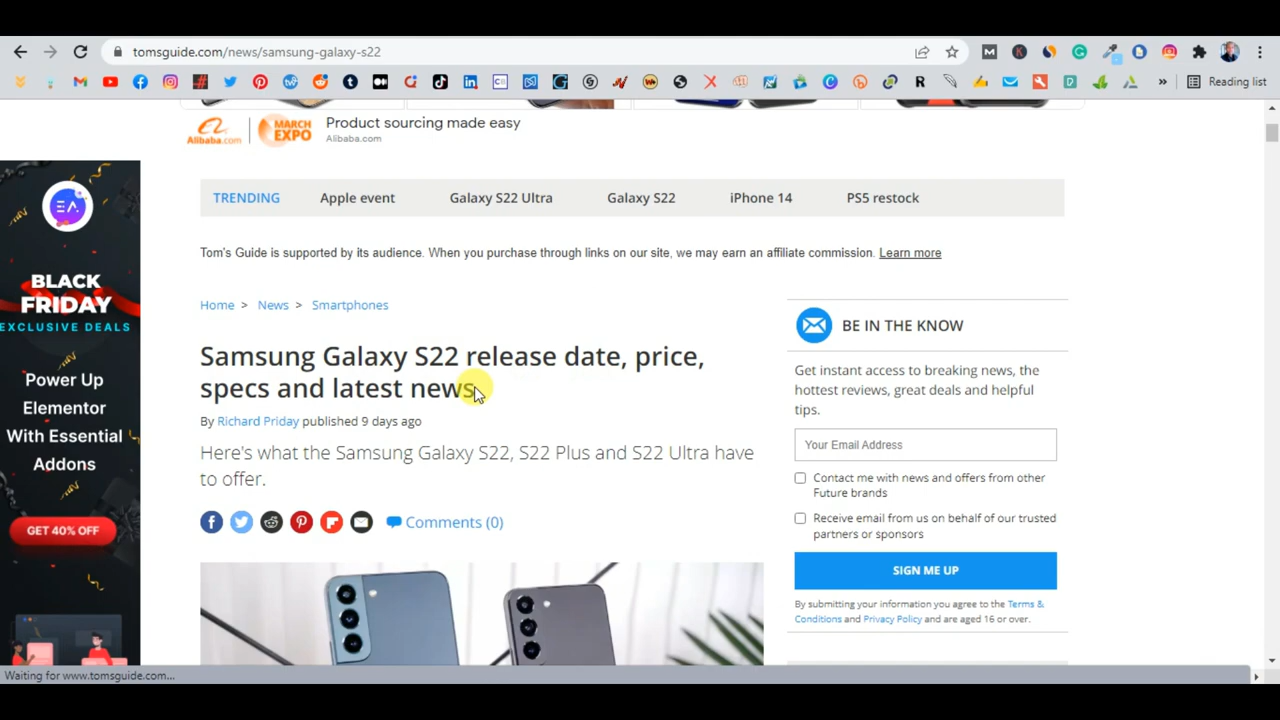 tomsguide.com/news/samsung-galaxy-s22
Reading list
Alibaba.com
MARCH
EXPO
Product sourcing made easy
Alibaba.com
TRENDING Apple event Galaxy S22 Ultra Galaxy S22 iPhone 14 PS5 restock
Tom's Guide is supported by its audience. When you purchase through links on our site, we may earn an affiliate commission. Learn more
Home > News > Smartphones
Samsung Galaxy S22 release date, price,
specs and latest news
By Richard Priday published 9 days ago
Here's what the Samsung Galaxy S22, S22 Plus and S22 Ultra have
to offer.
Comments (0)
BE IN THE KNOW
Get instant access to breaking news, the
hottest reviews, great deals and helpful
tips.
Your Email Address
Contact me with news and offers from other
Future brands
Receive email from us on behalf of our trusted
partners or sponsors
SIGN ME UP
By submitting your information you agree to the Terms &
Conditions and Privacy Policy and are aged 16 or over.
EA
BLACK
FRIDAY
EXCLUSIVE DEALS
Power Up
Elementor
With Essential
Addons
GET 40% OFF
Waiting for www.tomsguide.com...